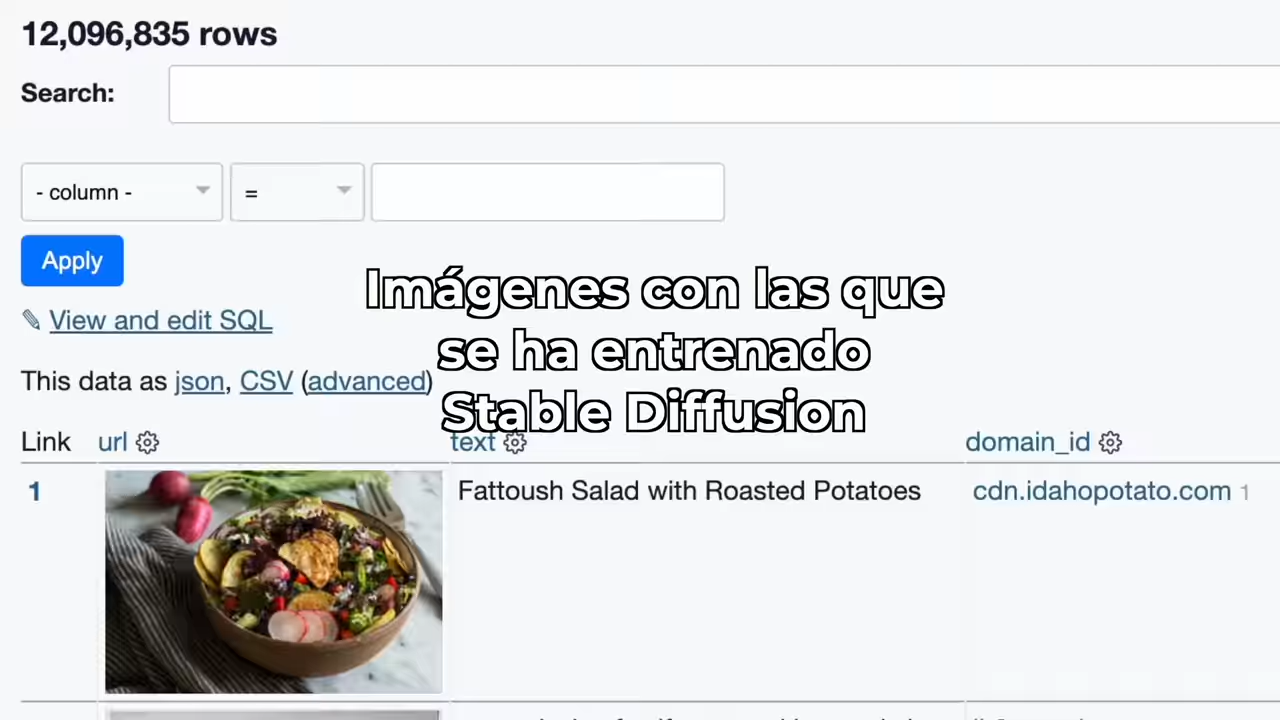 12,096,835 rows
Search:
- column -
=
Apply
View and edit SQL
This data as json, CSV (advanced)
Imágenes con las que
se ha entrenado
Stable Diffusion
Link url text domain_id
1 Fattoush Salad with Roasted Potatoes cdn.idahopotato.com 1